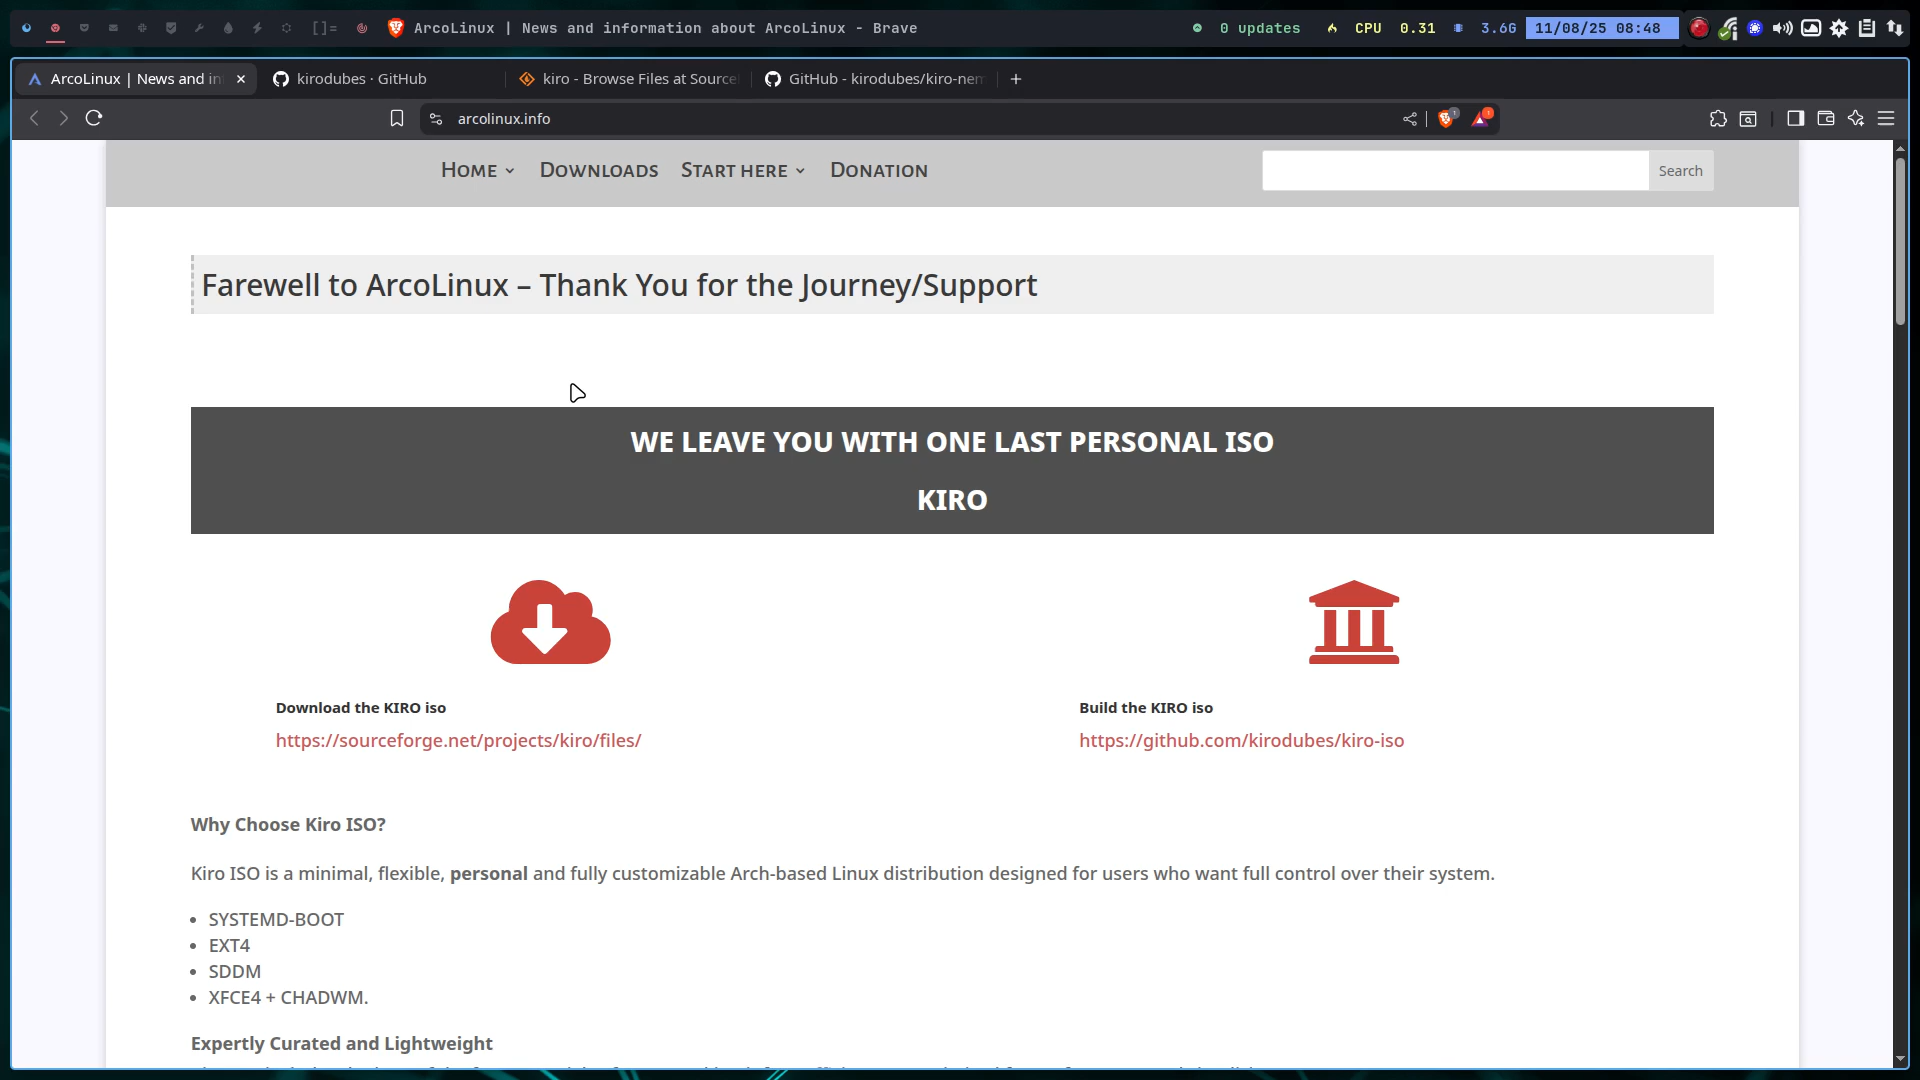 []= ArcoLinux | News and information about ArcoLinux - Brave 0 updates CPU 0.31 3.6G 11/08/25 08:48
ArcoLinux | News and in kirodubes · GitHub kiro - Browse Files at Source GitHub - kirodubes/kiro-nem
arcolinux.info
HOME DOWNLOADS START HERE DONATION Search
Farewell to ArcoLinux – Thank You for the Journey/Support
WE LEAVE YOU WITH ONE LAST PERSONAL ISO
KIRO
Download the KIRO iso
https://sourceforge.net/projects/kiro/files/
Build the KIRO iso
https://github.com/kirodubes/kiro-iso
Why Choose Kiro ISO?
Kiro ISO is a minimal, flexible, personal and fully customizable Arch-based Linux distribution designed for users who want full control over their system.
• SYSTEMD-BOOT
• EXT4
• SDDM
• XFCE4 + CHADWM.
Expertly Curated and Lightweight